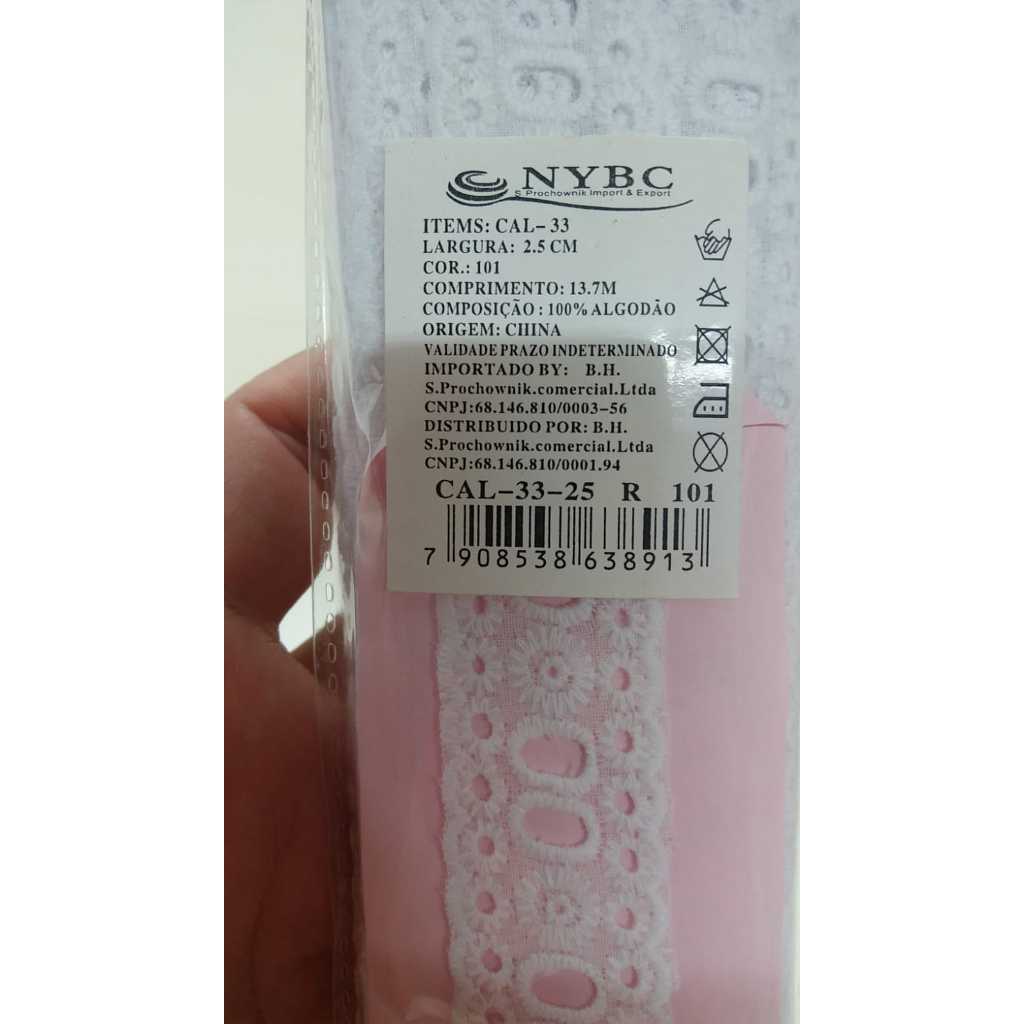 NYBC
S Prochownik Import & Export
ITEMS: CAL-33
LARGURA: 2.5 CM
COR.: 101
COMPRIMENTO: 13.7M
COMPOSIÇÃO : 100% ALGODÃO
ORIGEM: CHINA
VALIDADE PRAZO INDETERMINADO
IMPORTADO BY: B.H.
S.Prochownik.comercial.Ltda
CNPJ:68.146.810/0003-56
DISTRIBUIDO POR: B.H.
S.Prochownik.comercial.Ltda
CNPJ:68.146.810/0001.94
CAL-33-25 R 101
7 908538 638913